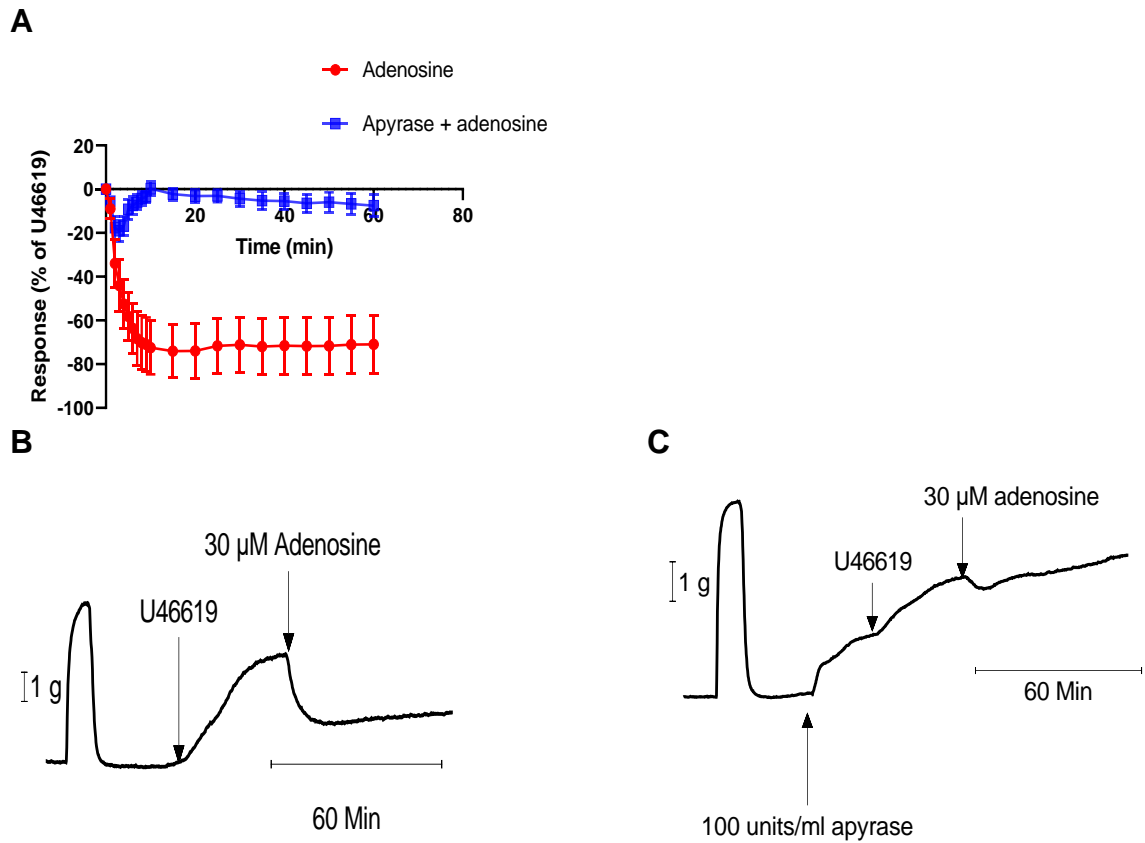 A
Adenosine
Apyrase + adenosine
Response (% of U46619)
20
0
-20
-40
-60
-80
-100
20
40
60
80
Time (min)
B
30 µM Adenosine
U46619
1 g
60 Min
C
30 µM adenosine
U46619
1 g
60 Min
100 units/ml apyrase